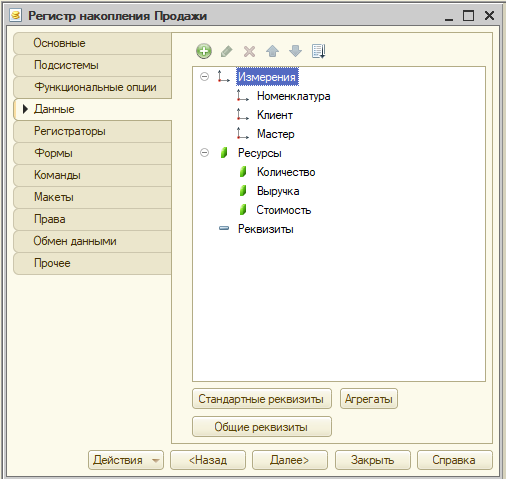 Регистр накопления Продажи
Основные
Подсистемы
Функциональные опции
Данные
Регистраторы
Формы
Команды
Макеты
Права
Обмен данными
Прочее
Измерения
Номенклатура
Клиент
Мастер
Ресурсы
Количество
Выручка
Стоимость
Реквизиты
Стандартные реквизиты
Агрегаты
Общие реквизиты
Действия
<Назад
Далее>
Закрыть
Справка